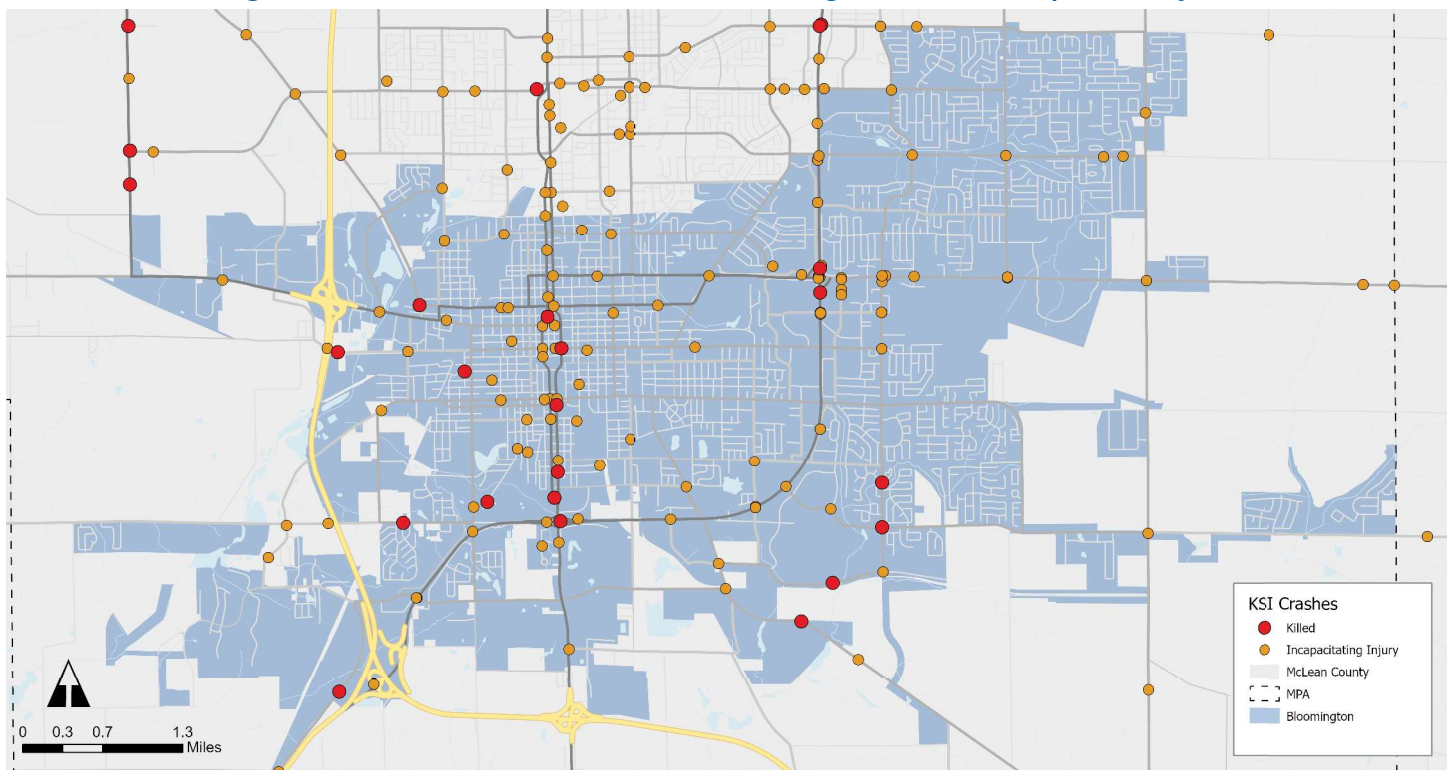 KSI Crashes
Killed
Incapacitating Injury
McLean County
MPA
Bloomington
0 0.3 0.7 1.3
Miles